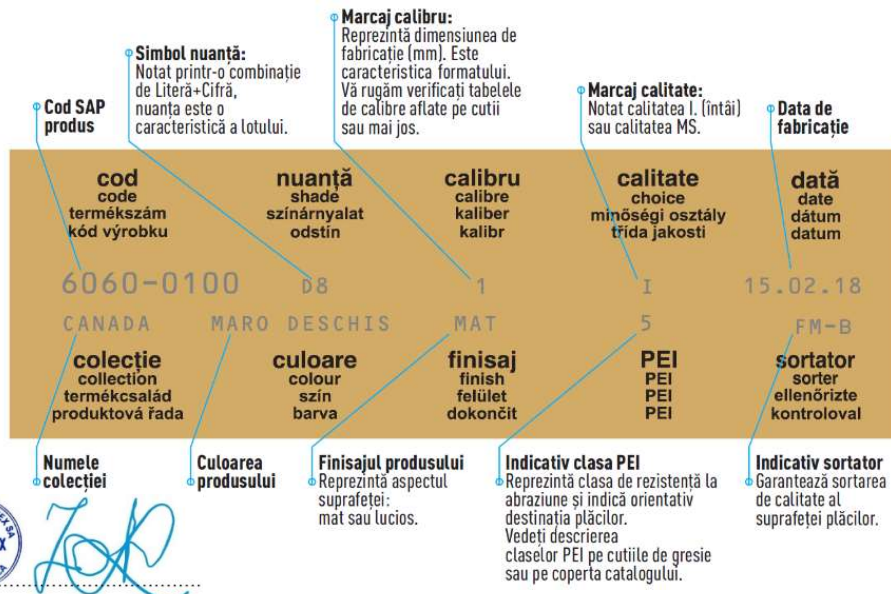 Marcaj calibru:
Reprezintă dimensiunea de
fabricație (mm). Este
caracteristica formatului.
Vă rugăm verificați tabelele
de calibre aflate pe cutii
sau mai jos.
Simbol nuanță:
Notat printr-o combinație
de Literă+Cifră,
nuanța este o
caracteristică a lotului.
Marcaj calitate:
Notat calitatea I. (întâi)
sau calitatea MS.
Cod SAP
produs
Data de
fabricație
cod
code
termékszám
kód výrobku
nuanță
shade
színárnyalat
odstín
calibru
calibre
kaliber
kalibr
calitate
choice
minőségi osztály
třída jakosti
dată
date
dátum
datum
6060-0100 D8 1 I 15.02.18
CANADA MARO DESCHIS MAT 5 FM-B
colecție
collection
termékcsalád
produktová řada
culoare
colour
szín
barva
finisaj
finish
felület
dokončit
PEI
PEI
PEI
PEI
sortator
sorter
ellenőrizte
kontroloval
Numele
colecției
Culoarea
produsului
Finisajul produsului
Reprezintă aspectul
suprafeței:
mat sau lucios.
Indicativ clasa PEI
Reprezintă clasa de rezistență la
abraziune și indică orientativ
destinația plăcilor.
Vedeți descrierea
claselor PEI pe cutiile de gresie
sau pe coperta catalogului.
Indicativ sortator
Garantează sortarea
de calitate al
suprafeței plăcilor.